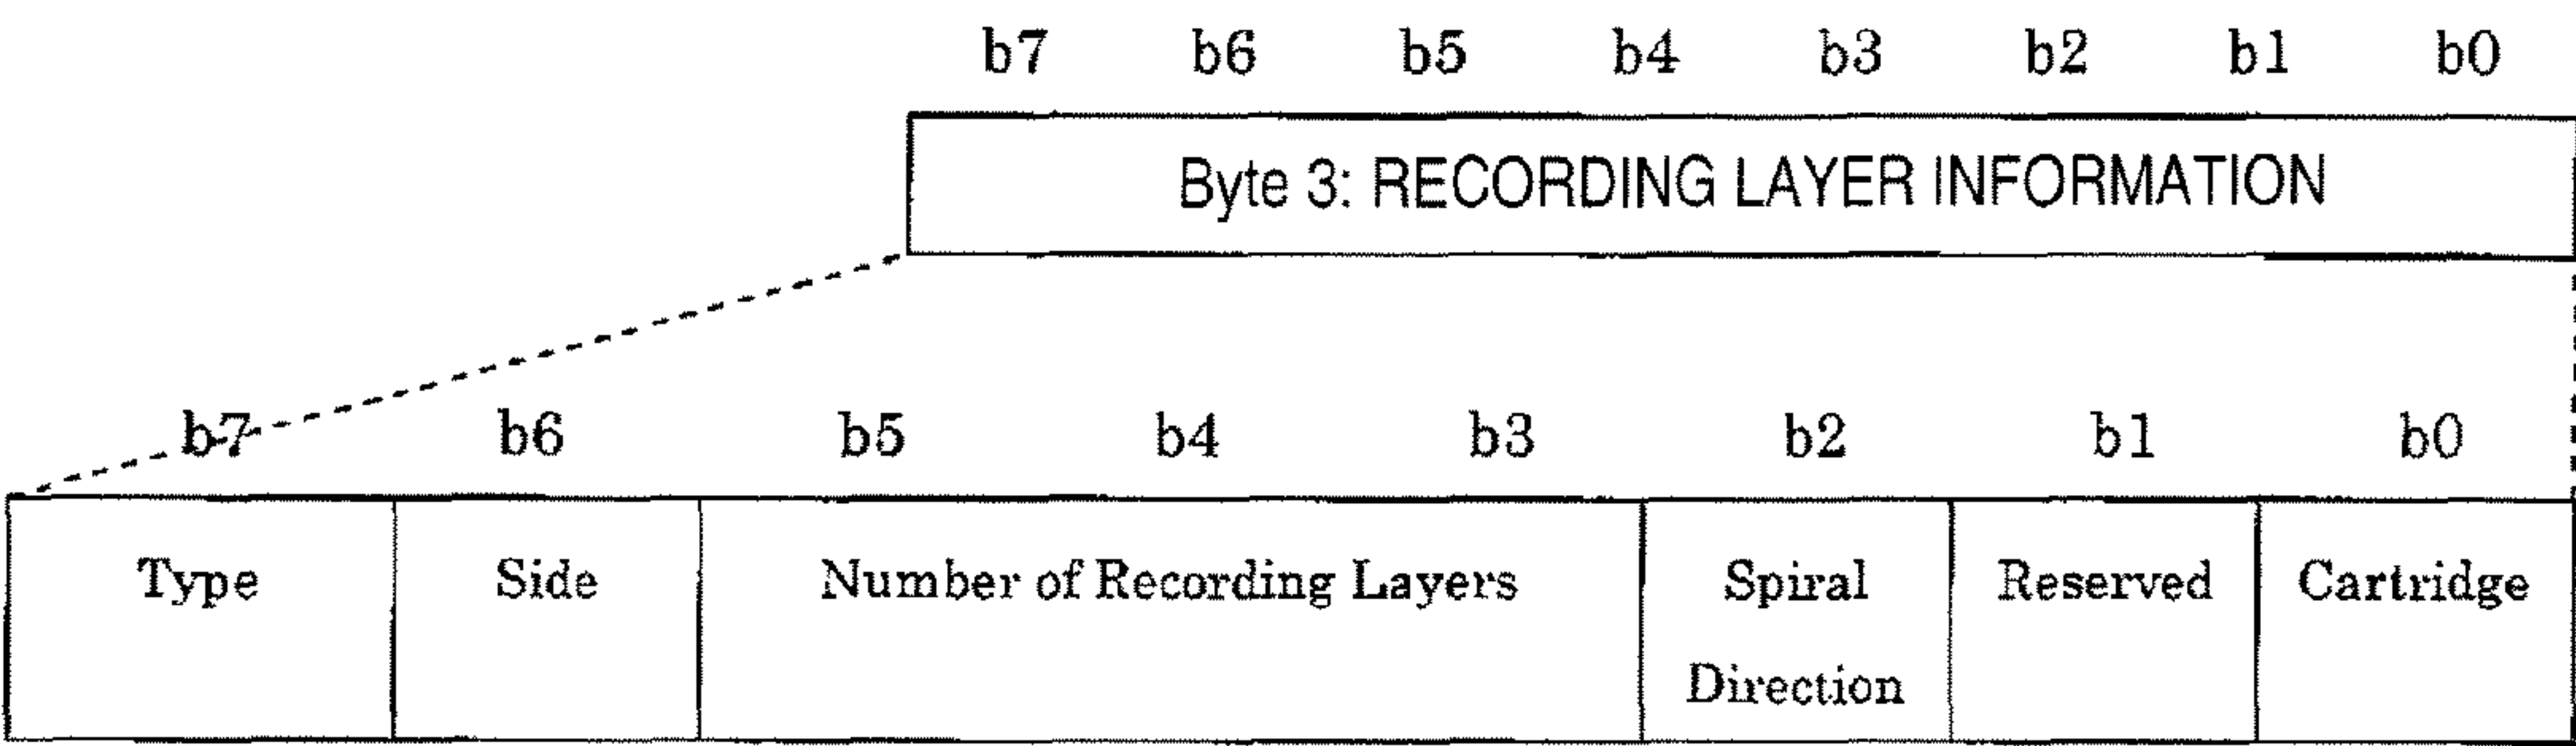 b7 b6 b5 b4 b3 b2 b1 b0
Byte 3: RECORDING LAYER INFORMATION
b7 b6 b5 b4 b3 b2 b1 b0
Type Side Number of Recording Layers Spiral Reserved Cartridge
Direction